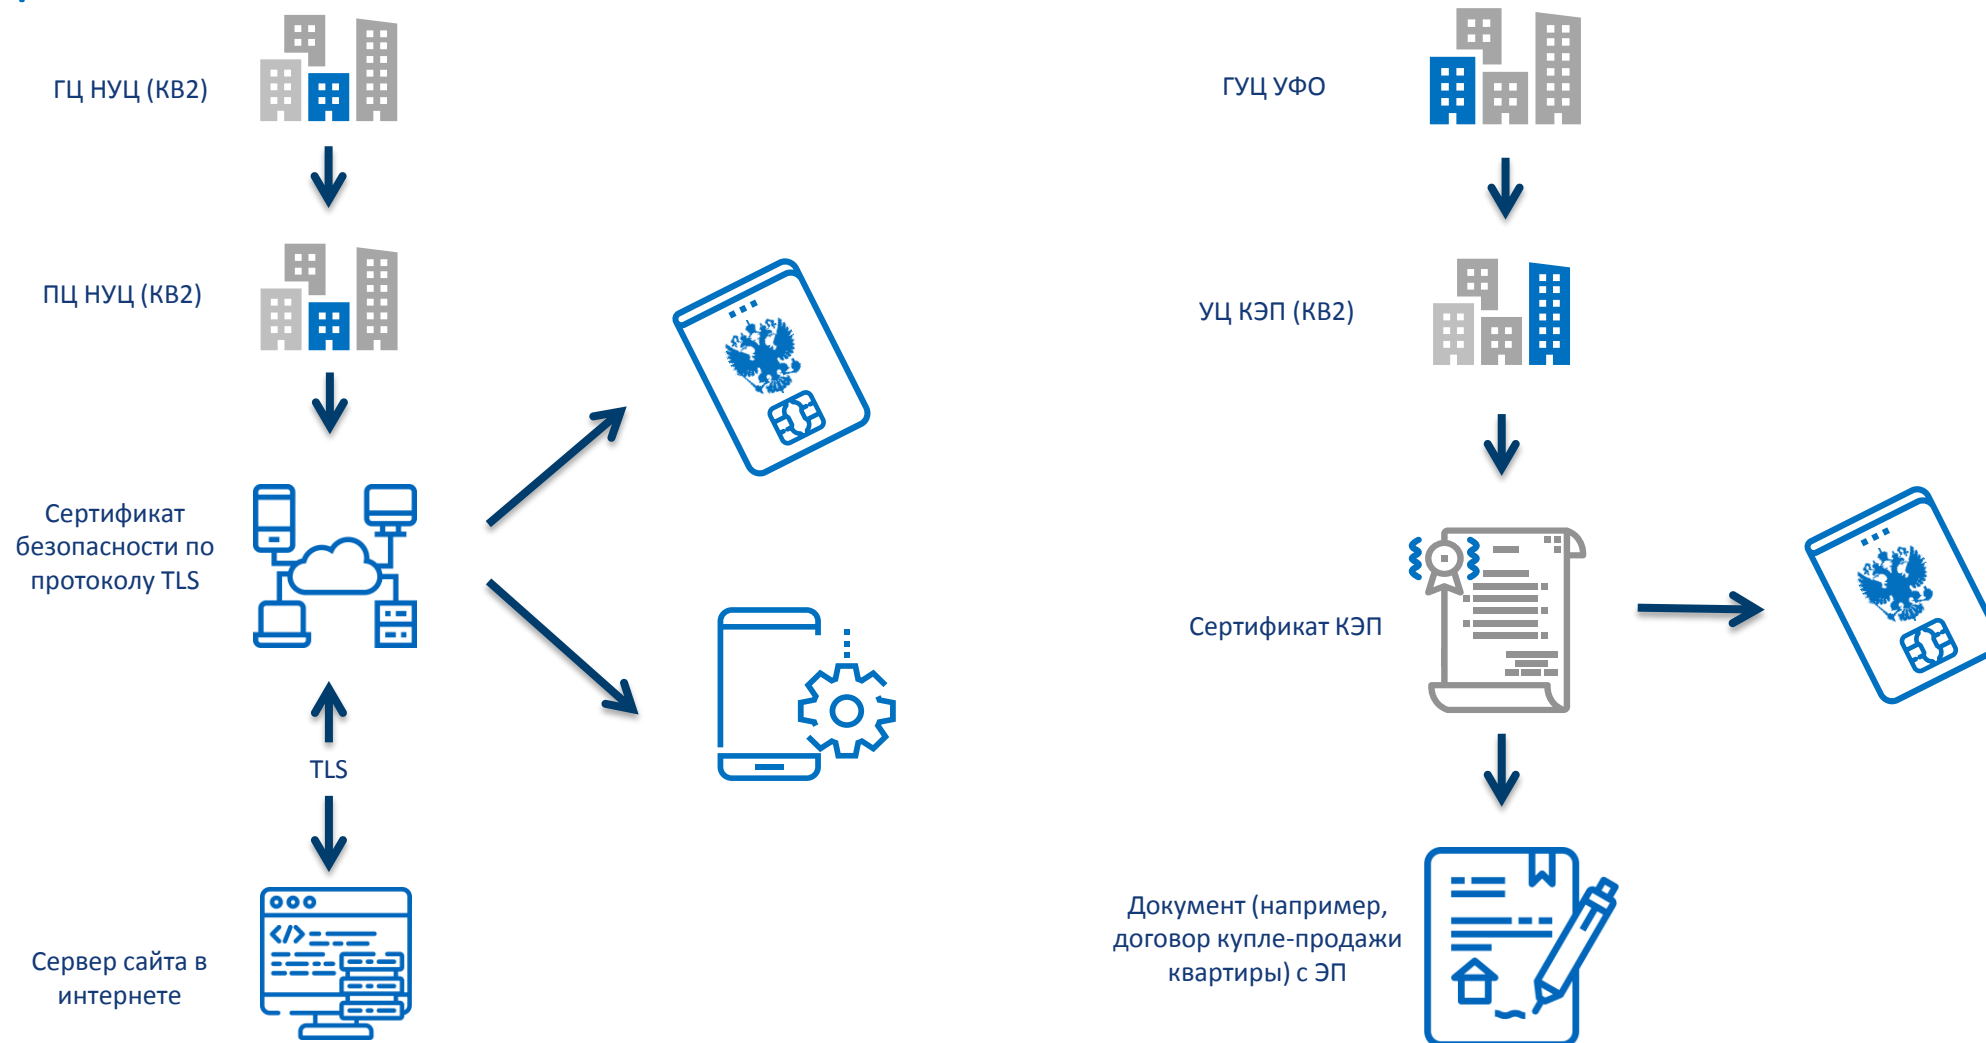 ГЦ НУЦ (КВ2)
ПЦ НУЦ (КВ2)
Сертификат
безопасности по
протоколу TLS
TLS
Сервер сайта в
интернете
ГУЦ УФО
УЦ КЭП (КВ2)
Сертификат КЭП
Документ (например,
договор купле-продажи
квартиры) с ЭП